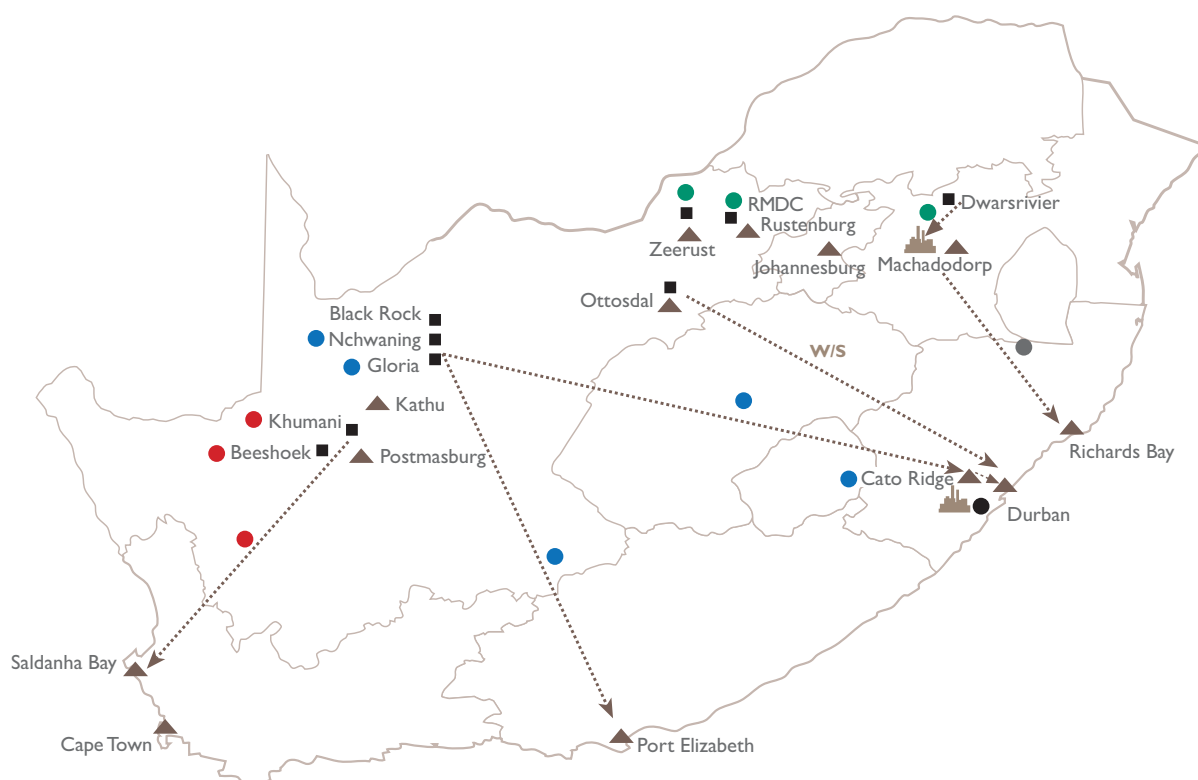 RMDC
Dwarsrivier
Rustenburg
Zeerust
Johannesburg
Machadodorp
Ottosdal
Black Rock
Nchwaning
W/S
Gloria
Kathu
Khumani
Beeshoek
Postmasburg
Richards Bay
Cato Ridge
Durban
Saldanha Bay
Cape Town
Port Elizabeth